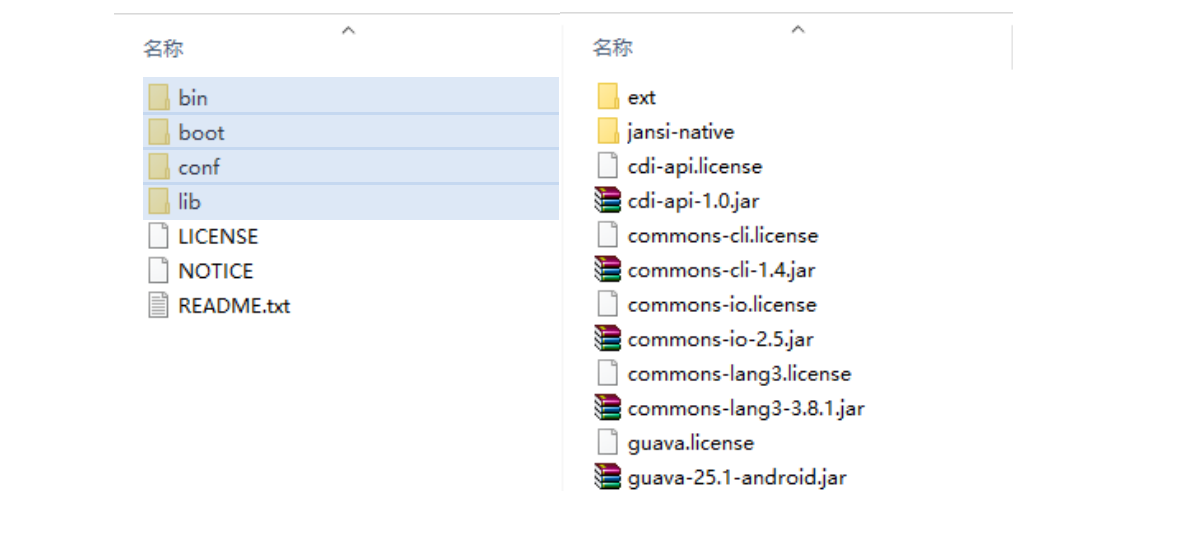 名称
bin
boot
conf
lib
LICENSE
NOTICE
README.txt
名称
ext
jansi-native
cdi-api.license
cdi-api-1.0.jar
commons-cli.license
commons-cli-1.4.jar
commons-io.license
commons-io-2.5.jar
commons-lang3.license
commons-lang3-3.8.1.jar
guava.license
guava-25.1-android.jar